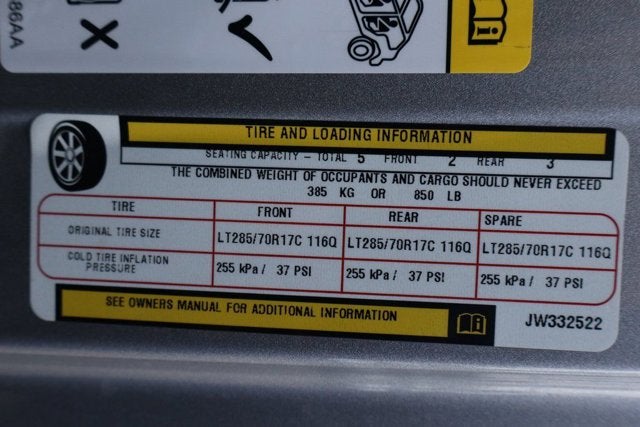 86AA
TIRE AND LOADING INFORMATION
SEATING CAPACITY - TOTAL 5 FRONT 2 REAR 3
THE COMBINED WEIGHT OF OCCUPANTS AND CARGO SHOULD NEVER EXCEED
385 KG OR 850 LB
TIRE FRONT REAR SPARE
ORIGINAL TIRE SIZE LT285/70R17C 116Q LT285/70R17C 116Q LT285/70R17C 116Q
COLD TIRE INFLATION
PRESSURE 255 kPa / 37 PSI 255 kPa / 37 PSI 255 kPa / 37 PSI
SEE OWNERS MANUAL FOR ADDITIONAL INFORMATION
JW332522